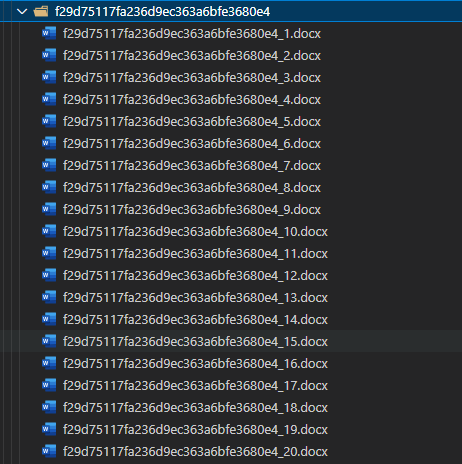 f29d75117fa236d9ec363a6bfe3680e4
f29d75117fa236d9ec363a6bfe3680e4_1.docx
f29d75117fa236d9ec363a6bfe3680e4_2.docx
f29d75117fa236d9ec363a6bfe3680e4_3.docx
f29d75117fa236d9ec363a6bfe3680e4_4.docx
f29d75117fa236d9ec363a6bfe3680e4_5.docx
f29d75117fa236d9ec363a6bfe3680e4_6.docx
f29d75117fa236d9ec363a6bfe3680e4_7.docx
f29d75117fa236d9ec363a6bfe3680e4_8.docx
f29d75117fa236d9ec363a6bfe3680e4_9.docx
f29d75117fa236d9ec363a6bfe3680e4_10.docx
f29d75117fa236d9ec363a6bfe3680e4_11.docx
f29d75117fa236d9ec363a6bfe3680e4_12.docx
f29d75117fa236d9ec363a6bfe3680e4_13.docx
f29d75117fa236d9ec363a6bfe3680e4_14.docx
f29d75117fa236d9ec363a6bfe3680e4_15.docx
f29d75117fa236d9ec363a6bfe3680e4_16.docx
f29d75117fa236d9ec363a6bfe3680e4_17.docx
f29d75117fa236d9ec363a6bfe3680e4_18.docx
f29d75117fa236d9ec363a6bfe3680e4_19.docx
f29d75117fa236d9ec363a6bfe3680e4_20.docx